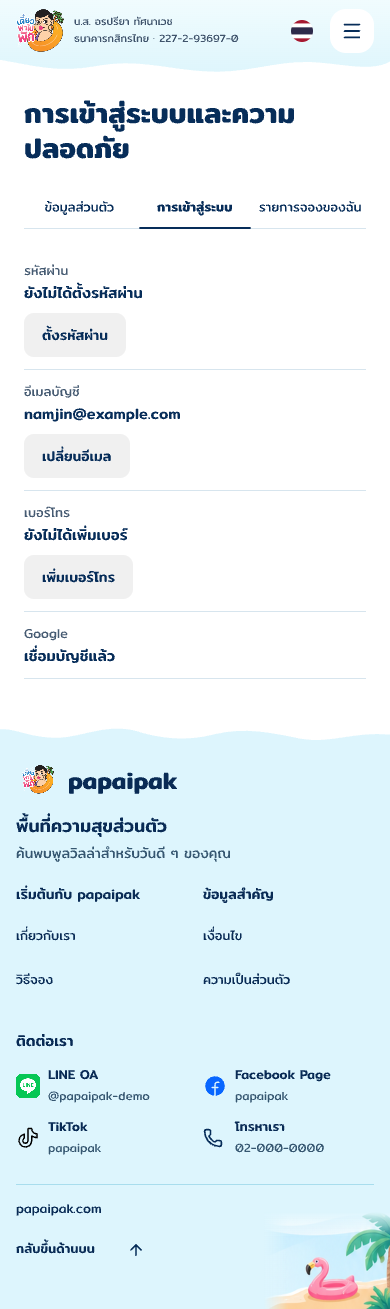 น.ส. อรปรียา ทัศนาเวช
ธนาคารกสิกรไทย · 227-2-93697-0
การเข้าสู่ระบบและความ
ปลอดภัย
ข้อมูลส่วนตัว
การเข้าสู่ระบบ
รายการจองของฉัน
รหัสผ่าน
ยังไม่ได้ตั้งรหัสผ่าน
ตั้งรหัสผ่าน
อีเมลบัญชี
namjin@example.com
เปลี่ยนอีเมล
เบอร์โทร
ยังไม่ได้เพิ่มเบอร์
เพิ่มเบอร์โทร
Google
เชื่อมบัญชีแล้ว
papaipak
พื้นที่ความสุขส่วนตัว
ค้นพบพูลวิลล่าสำหรับวันดี ๆ ของคุณ
เริ่มต้นกับ papaipak
ข้อมูลสำคัญ
เกี่ยวกับเรา
เงื่อนไข
วิธีจอง
ความเป็นส่วนตัว
ติดต่อเรา
LINE
LINE OA
@papaipak-demo
Facebook Page
papaipak
TikTok
papaipak
โทรหาเรา
02-000-0000
papaipak.com
กลับขึ้นด้านบน